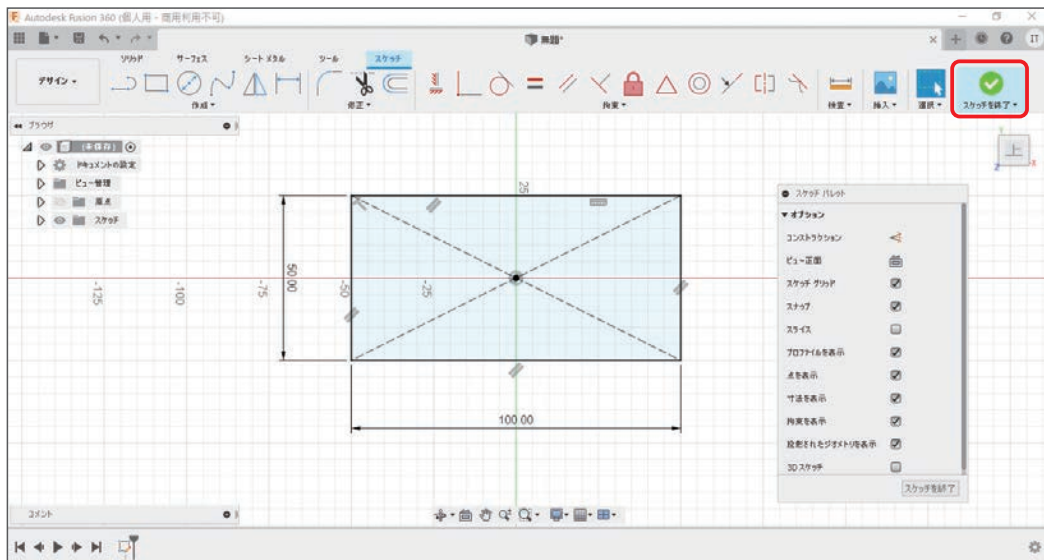 Autodesk Fusion 360 (個人用 - 商用利用不可)
無題*
IT
ソリッド サーフェス シート メタル ツール スケッチ
デザイン
作成 修正 拘束 検査 挿入 選択 スケッチを終了
ブラウザ
(未保存)
ドキュメントの設定
ビュー管理
原点
スケッチ
上
Z X
25
50.00
-125 -100 -75 -50 -25
100.00
スケッチ パレット
オプション
コンストラクション
ビュー正面
スケッチ グリッド
スナップ
スライス
プロファイルを表示
点を表示
寸法を表示
拘束を表示
投影されたジオメトリを表示
3D スケッチ
スケッチを終了
コメント